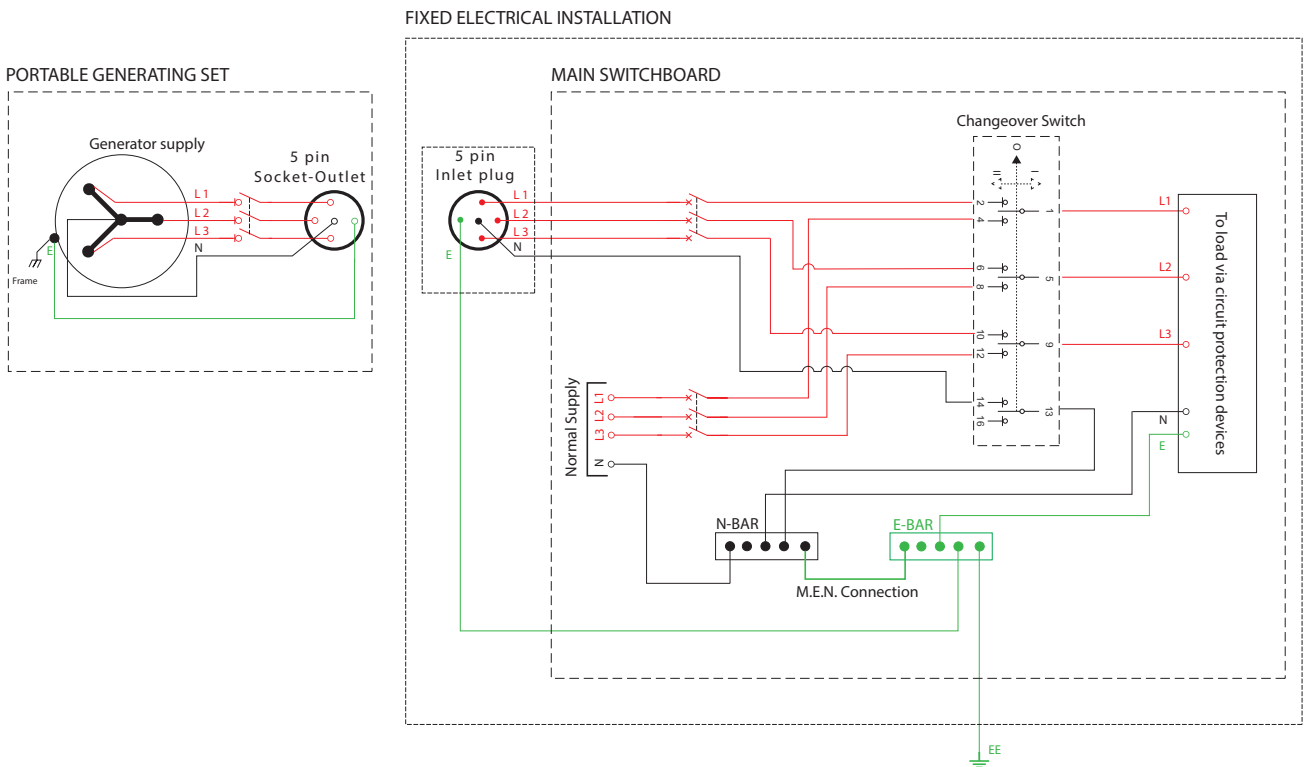 FIXED ELECTRICAL INSTALLATION
PORTABLE GENERATING SET
MAIN SWITCHBOARD
Generator supply
5 pin
Socket-Outlet
L 1
L 2
L 3
N
E
Frame
5 pin
Inlet plug
L 1
L 2
L 3
N
E
Changeover Switch
O
II
I
2
4
1
6
8
5
10
12
9
14
16
13
L1
L2
L3
N
E
To load via circuit protection devices
Normal Supply
L1
L2
L3
N
N-BAR
E-BAR
M.E.N. Connection
EE